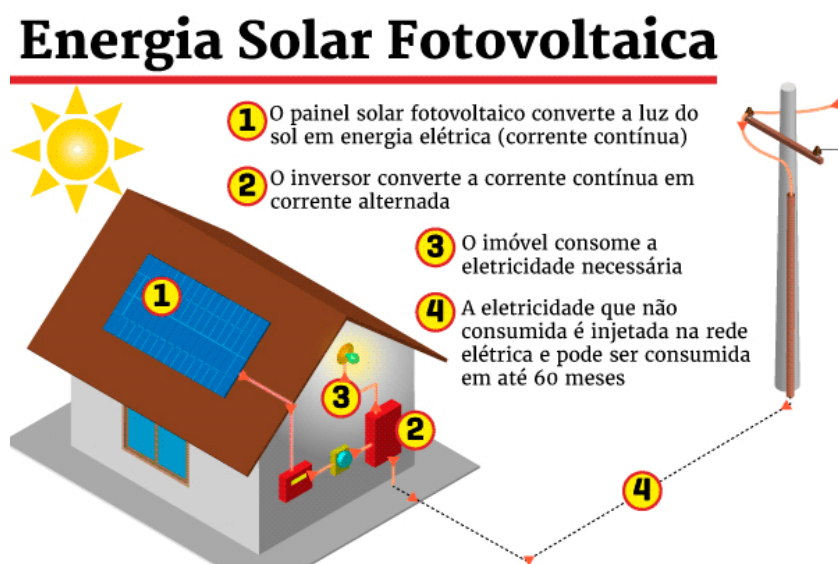 Energia Solar Fotovoltaica
1 O painel solar fotovoltaico converte a luz do
sol em energia elétrica (corrente contínua)
2 O inversor converte a corrente contínua em
corrente alternada
3 O imóvel consome a
eletricidade necessária
4 A eletricidade que não
consumida é injetada na rede
elétrica e pode ser consumida
em até 60 meses
1
3
2
4